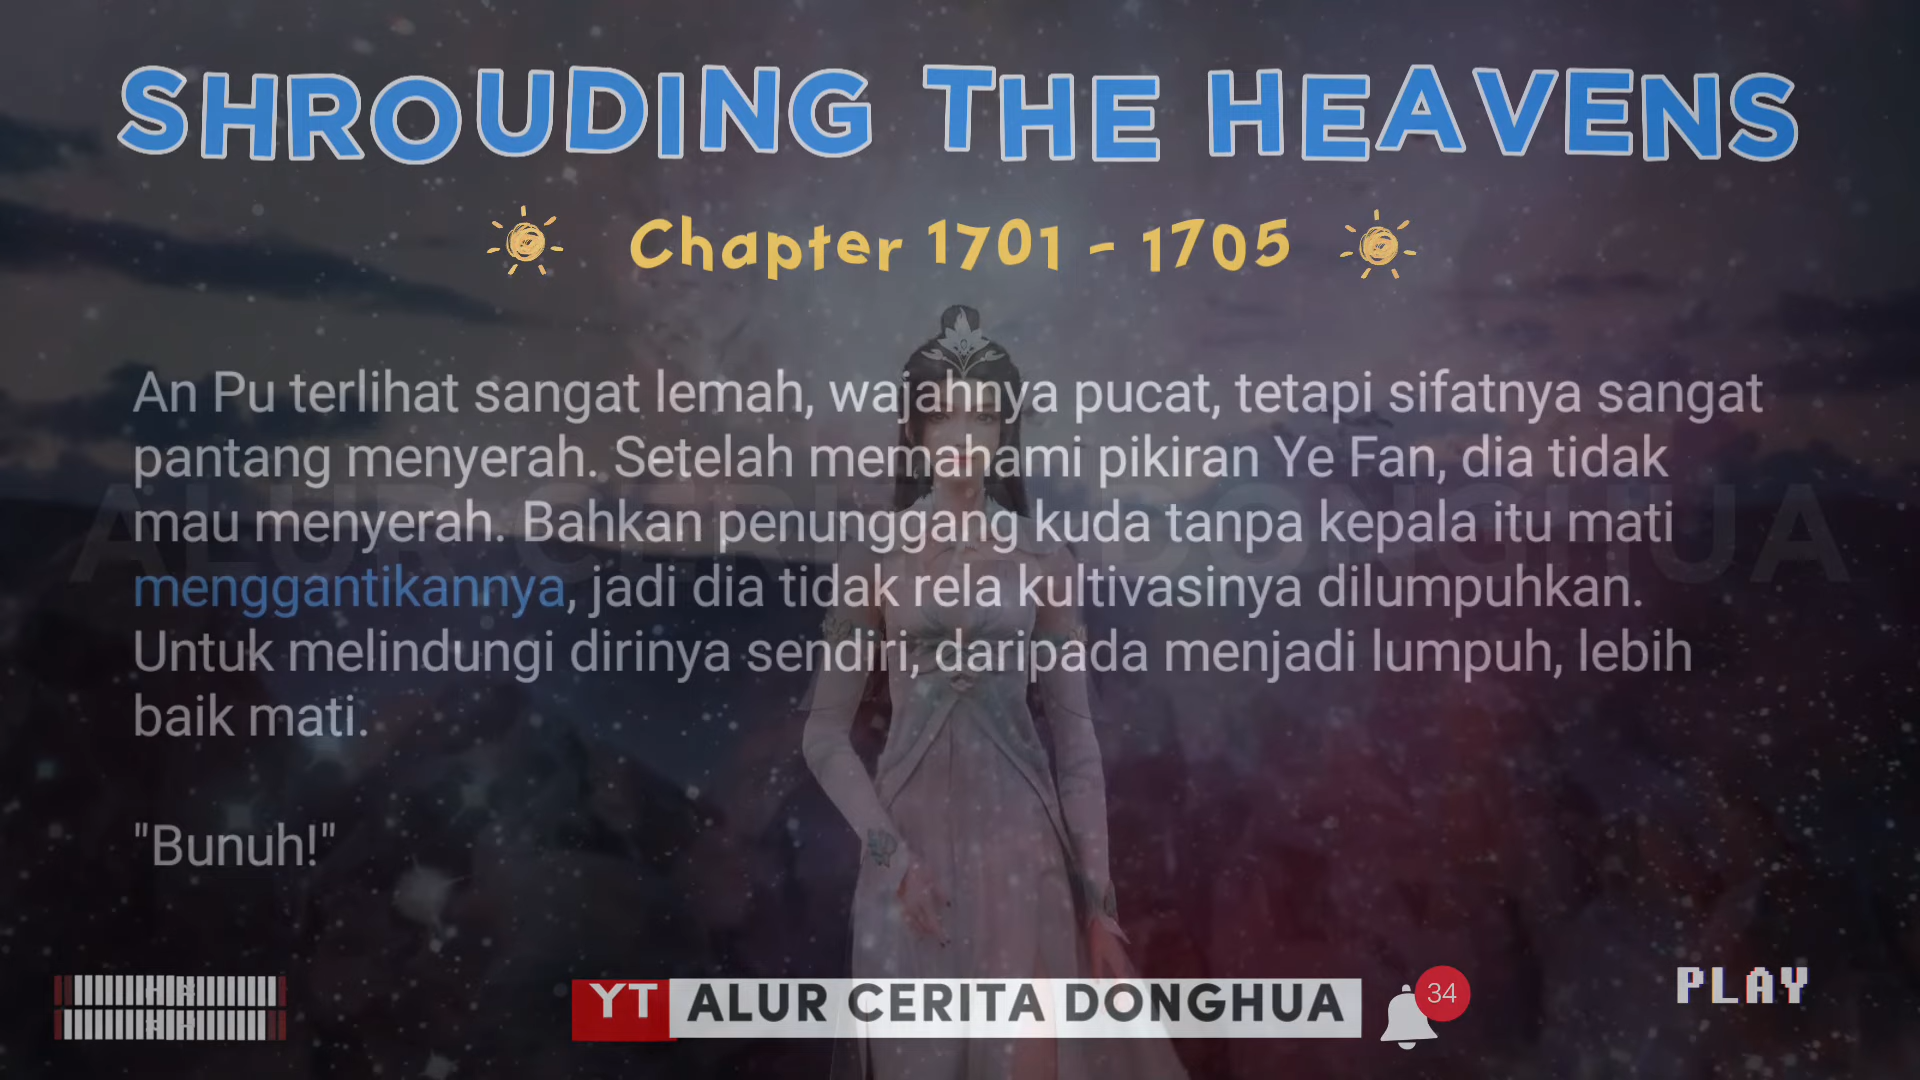 SHROUDING THE HEAVENS
Chapter 1701 - 1705
An Pu terlihat sangat lemah, wajahnya pucat, tetapi sifatnya sangat
pantang menyerah. Setelah memahami pikiran Ye Fan, dia tidak
mau menyerah. Bahkan penunggang kuda tanpa kepala itu mati
menggantikannya, jadi dia tidak rela kultivasinya dilumpuhkan.
Untuk melindungi dirinya sendiri, daripada menjadi lumpuh, lebih
baik mati.
"Bunuh!"
ALUR CERITA DONGHUA
YT ALUR CERITA DONGHUA
34
PLAY